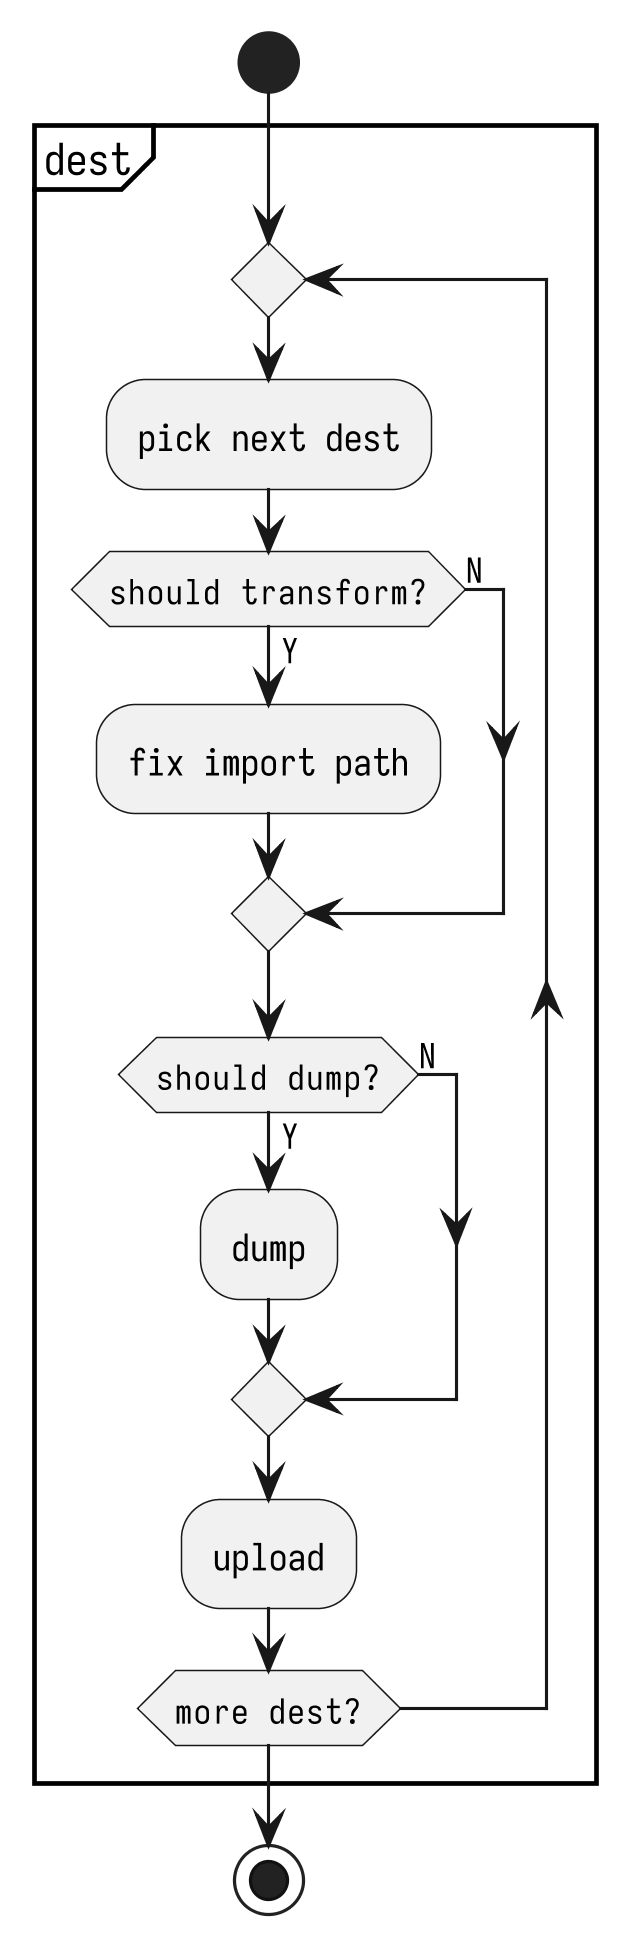 dest
pick next dest
should transform?
N
Y
fix import path
should dump?
N
Y
dump
upload
more dest?